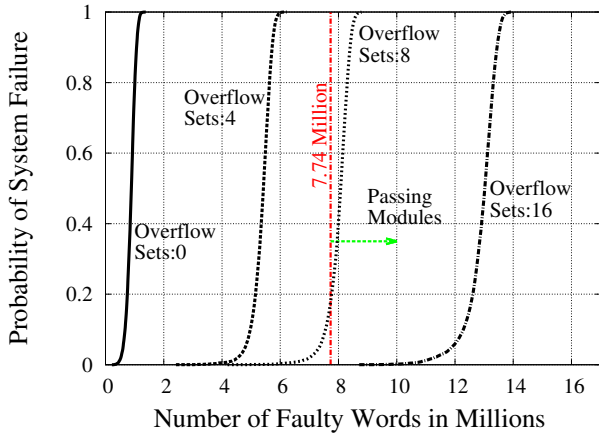 Probability of System Failure
1
0.8
0.6
0.4
0.2
0
Overflow
Sets:0
Overflow
Sets:4
7.74 Million
Overflow
Sets:8
Passing
Modules
Overflow
Sets:16
0 2 4 6 8 10 12 14 16
Number of Faulty Words in Millions